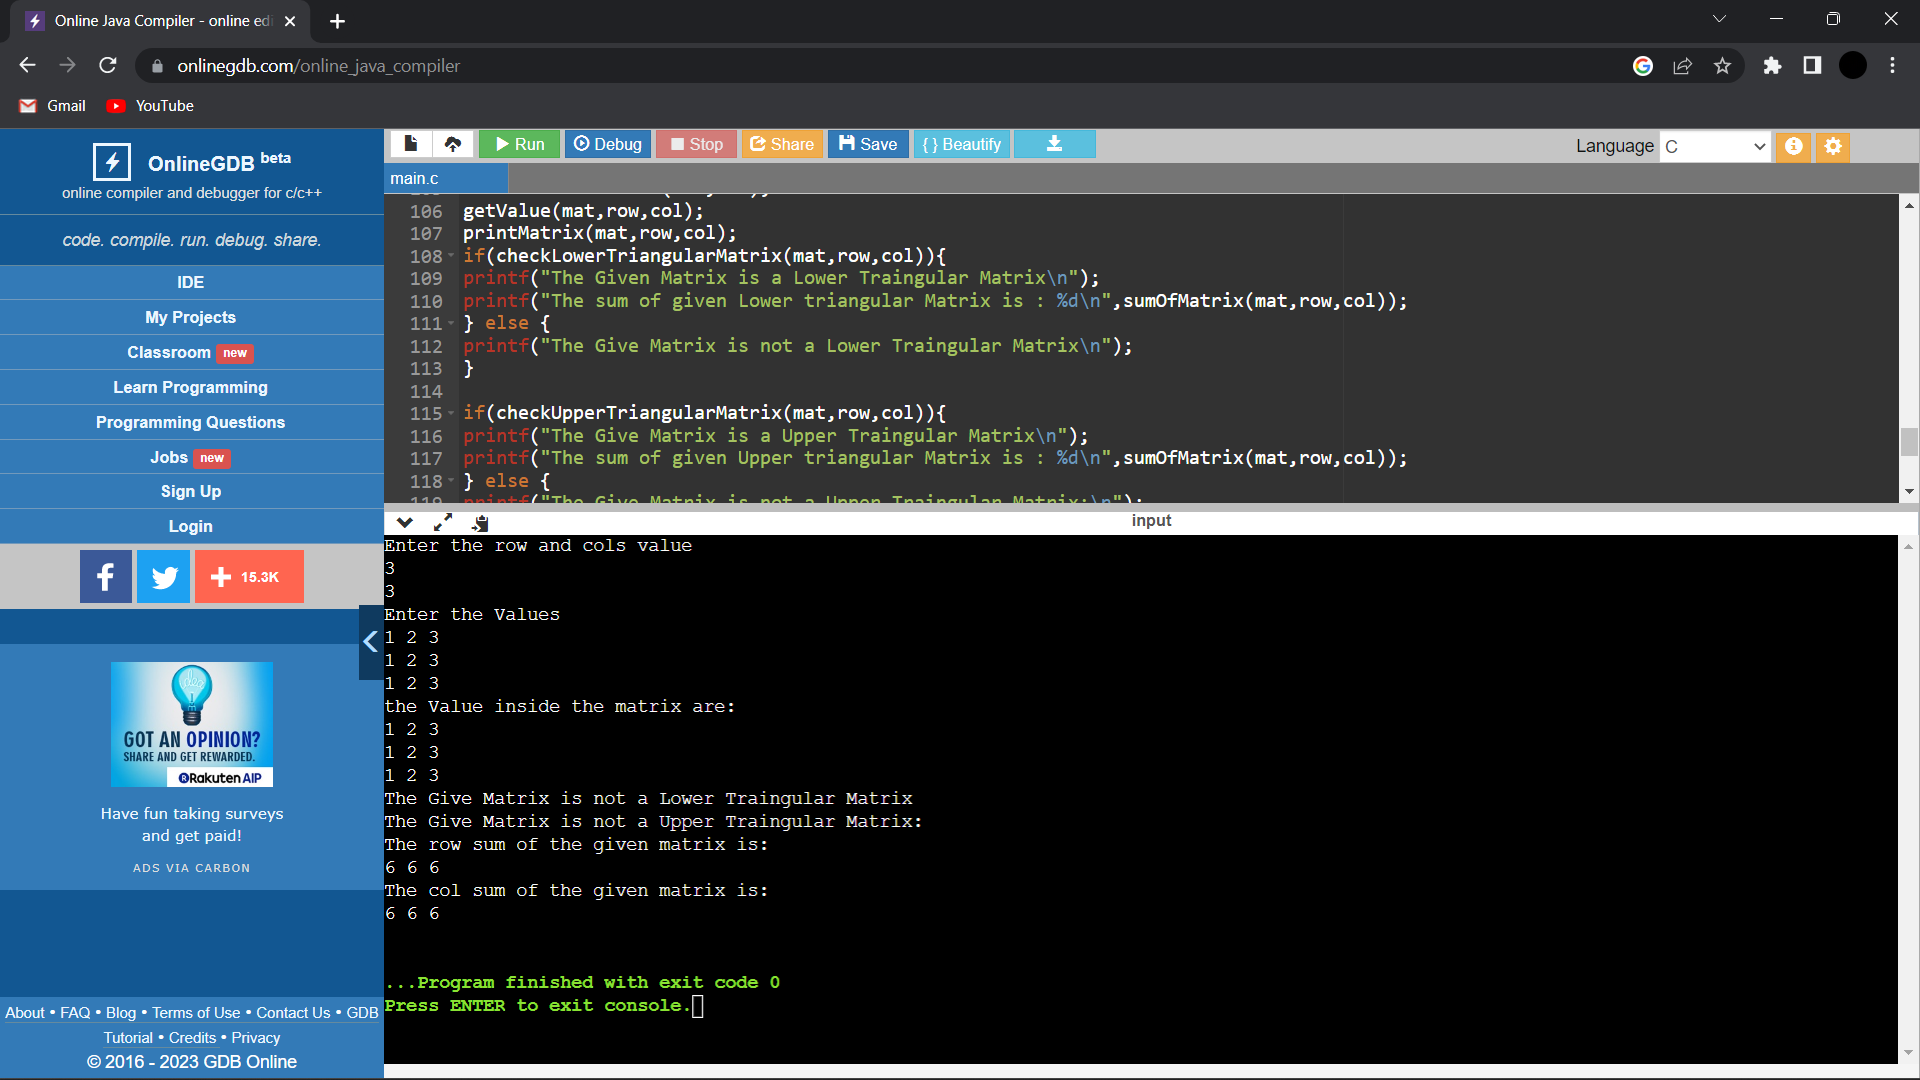 Online Java Compiler - online edi
onlinegdb.com/online_java_compiler
Gmail YouTube
OnlineGDB beta
online compiler and debugger for c/c++
code. compile. run. debug. share.
IDE
My Projects
Classroom new
Learn Programming
Programming Questions
Jobs new
Sign Up
Login
15.3K
GOT AN OPINION?
SHARE AND GET REWARDED.
Rakuten AIP
Have fun taking surveys
and get paid!
ADS VIA CARBON
About • FAQ • Blog • Terms of Use • Contact Us • GDB
Tutorial • Credits • Privacy
© 2016 - 2023 GDB Online
Run Debug Stop Share Save { } Beautify Language C
main.c
106 getValue(mat,row,col);
107 printMatrix(mat,row,col);
108 if(checkLowerTriangularMatrix(mat,row,col)){
109 printf("The Given Matrix is a Lower Traingular Matrix\n");
110 printf("The sum of given Lower triangular Matrix is : %d\n",sumOfMatrix(mat,row,col));
111 } else {
112 printf("The Give Matrix is not a Lower Traingular Matrix\n");
113 }
114
115 if(checkUpperTriangularMatrix(mat,row,col)){
116 printf("The Give Matrix is a Upper Traingular Matrix\n");
117 printf("The sum of given Upper triangular Matrix is : %d\n",sumOfMatrix(mat,row,col));
118 } else {
119 printf("The Give Matrix is not a Upper Traingular Matrix:\n");
input
Enter the row and cols value
3
3
Enter the Values
1 2 3
1 2 3
1 2 3
the Value inside the matrix are:
1 2 3
1 2 3
1 2 3
The Give Matrix is not a Lower Traingular Matrix
The Give Matrix is not a Upper Traingular Matrix:
The row sum of the given matrix is:
6 6 6
The col sum of the given matrix is:
6 6 6
...Program finished with exit code 0
Press ENTER to exit console.